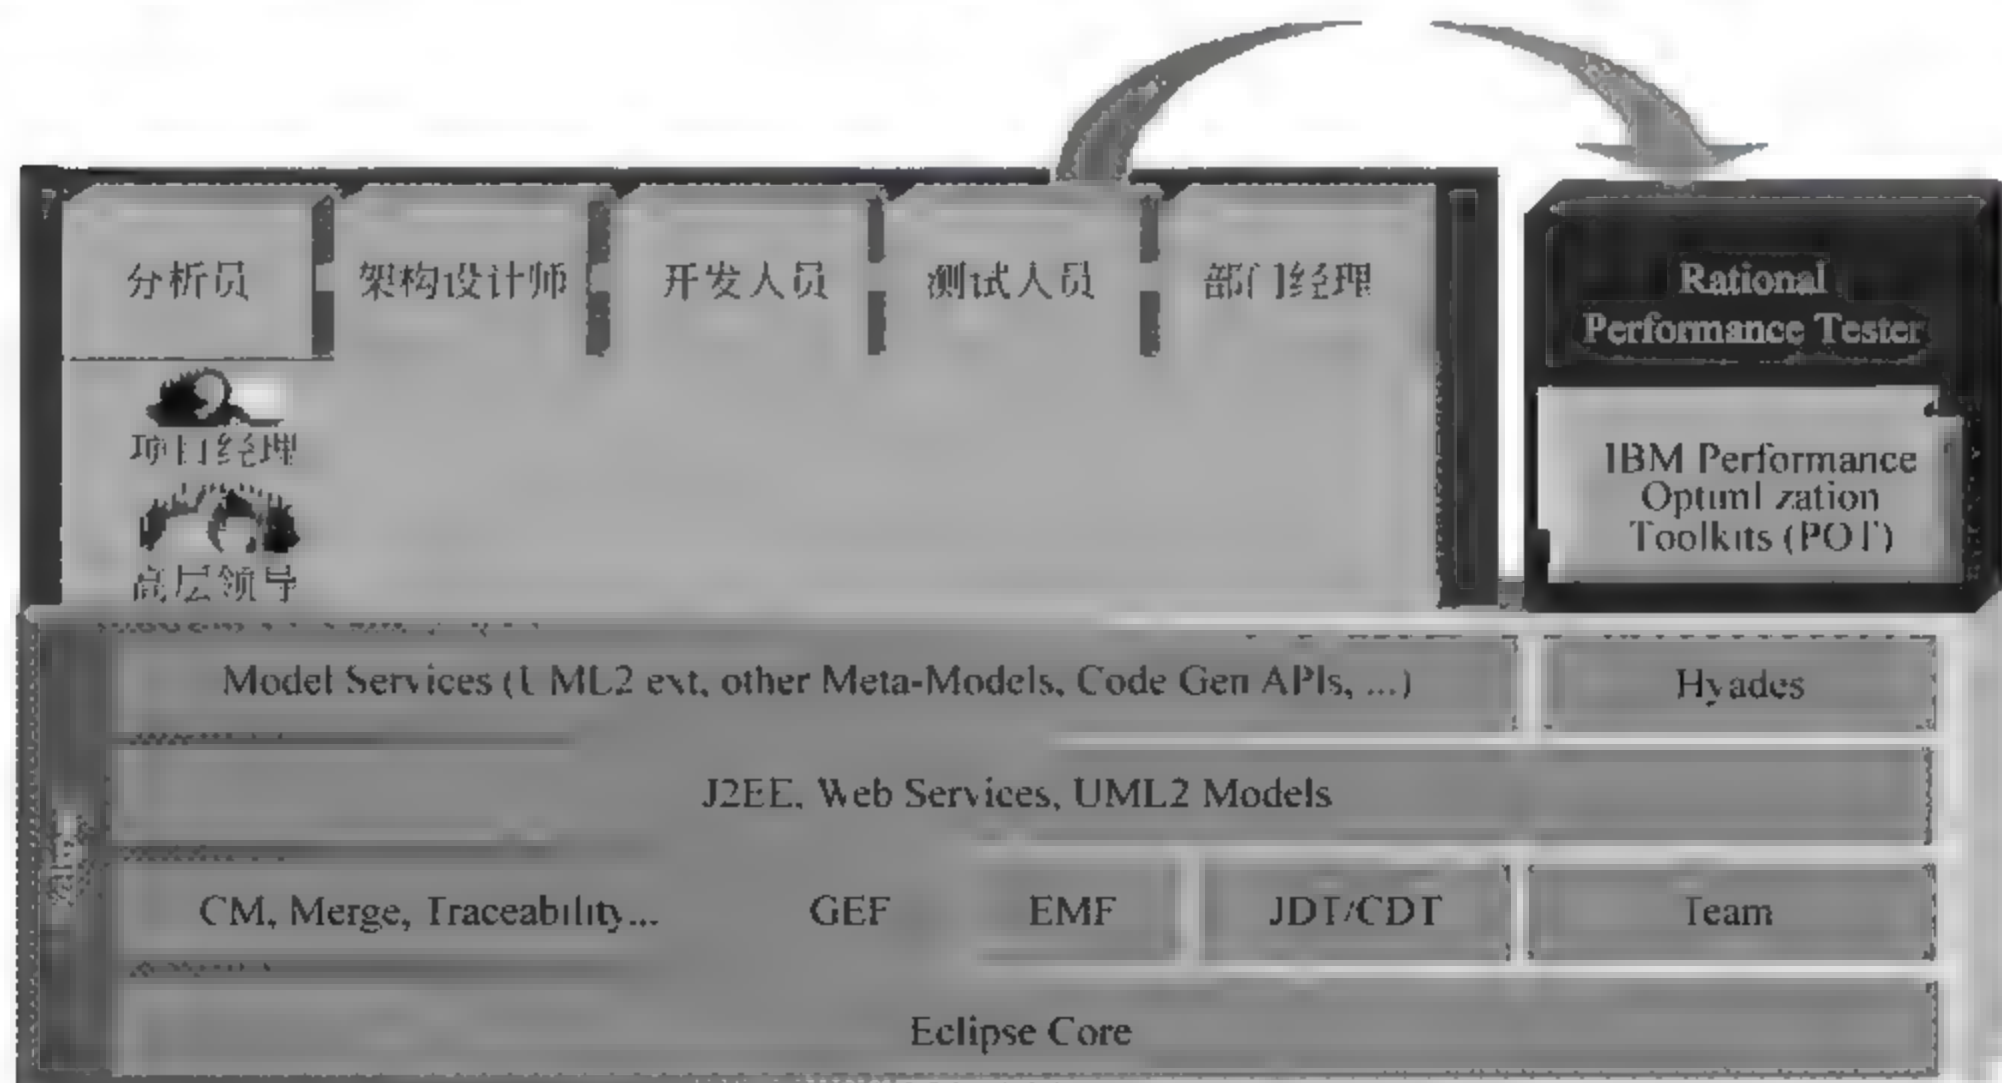 分析员
架构设计师
开发人员
测试人员
部门经理
Rational
Performance Tester
项目经理
高层领导
IBM Performance
Optimization
Toolkits (POT)
Model Services (UML2 ext, other Meta-Models, Code Gen APIs, ...)
Hyades
J2EE, Web Services, UML2 Models
CM, Merge, Traceability...
GEF
EMF
JDT/CDT
Team
Eclipse Core